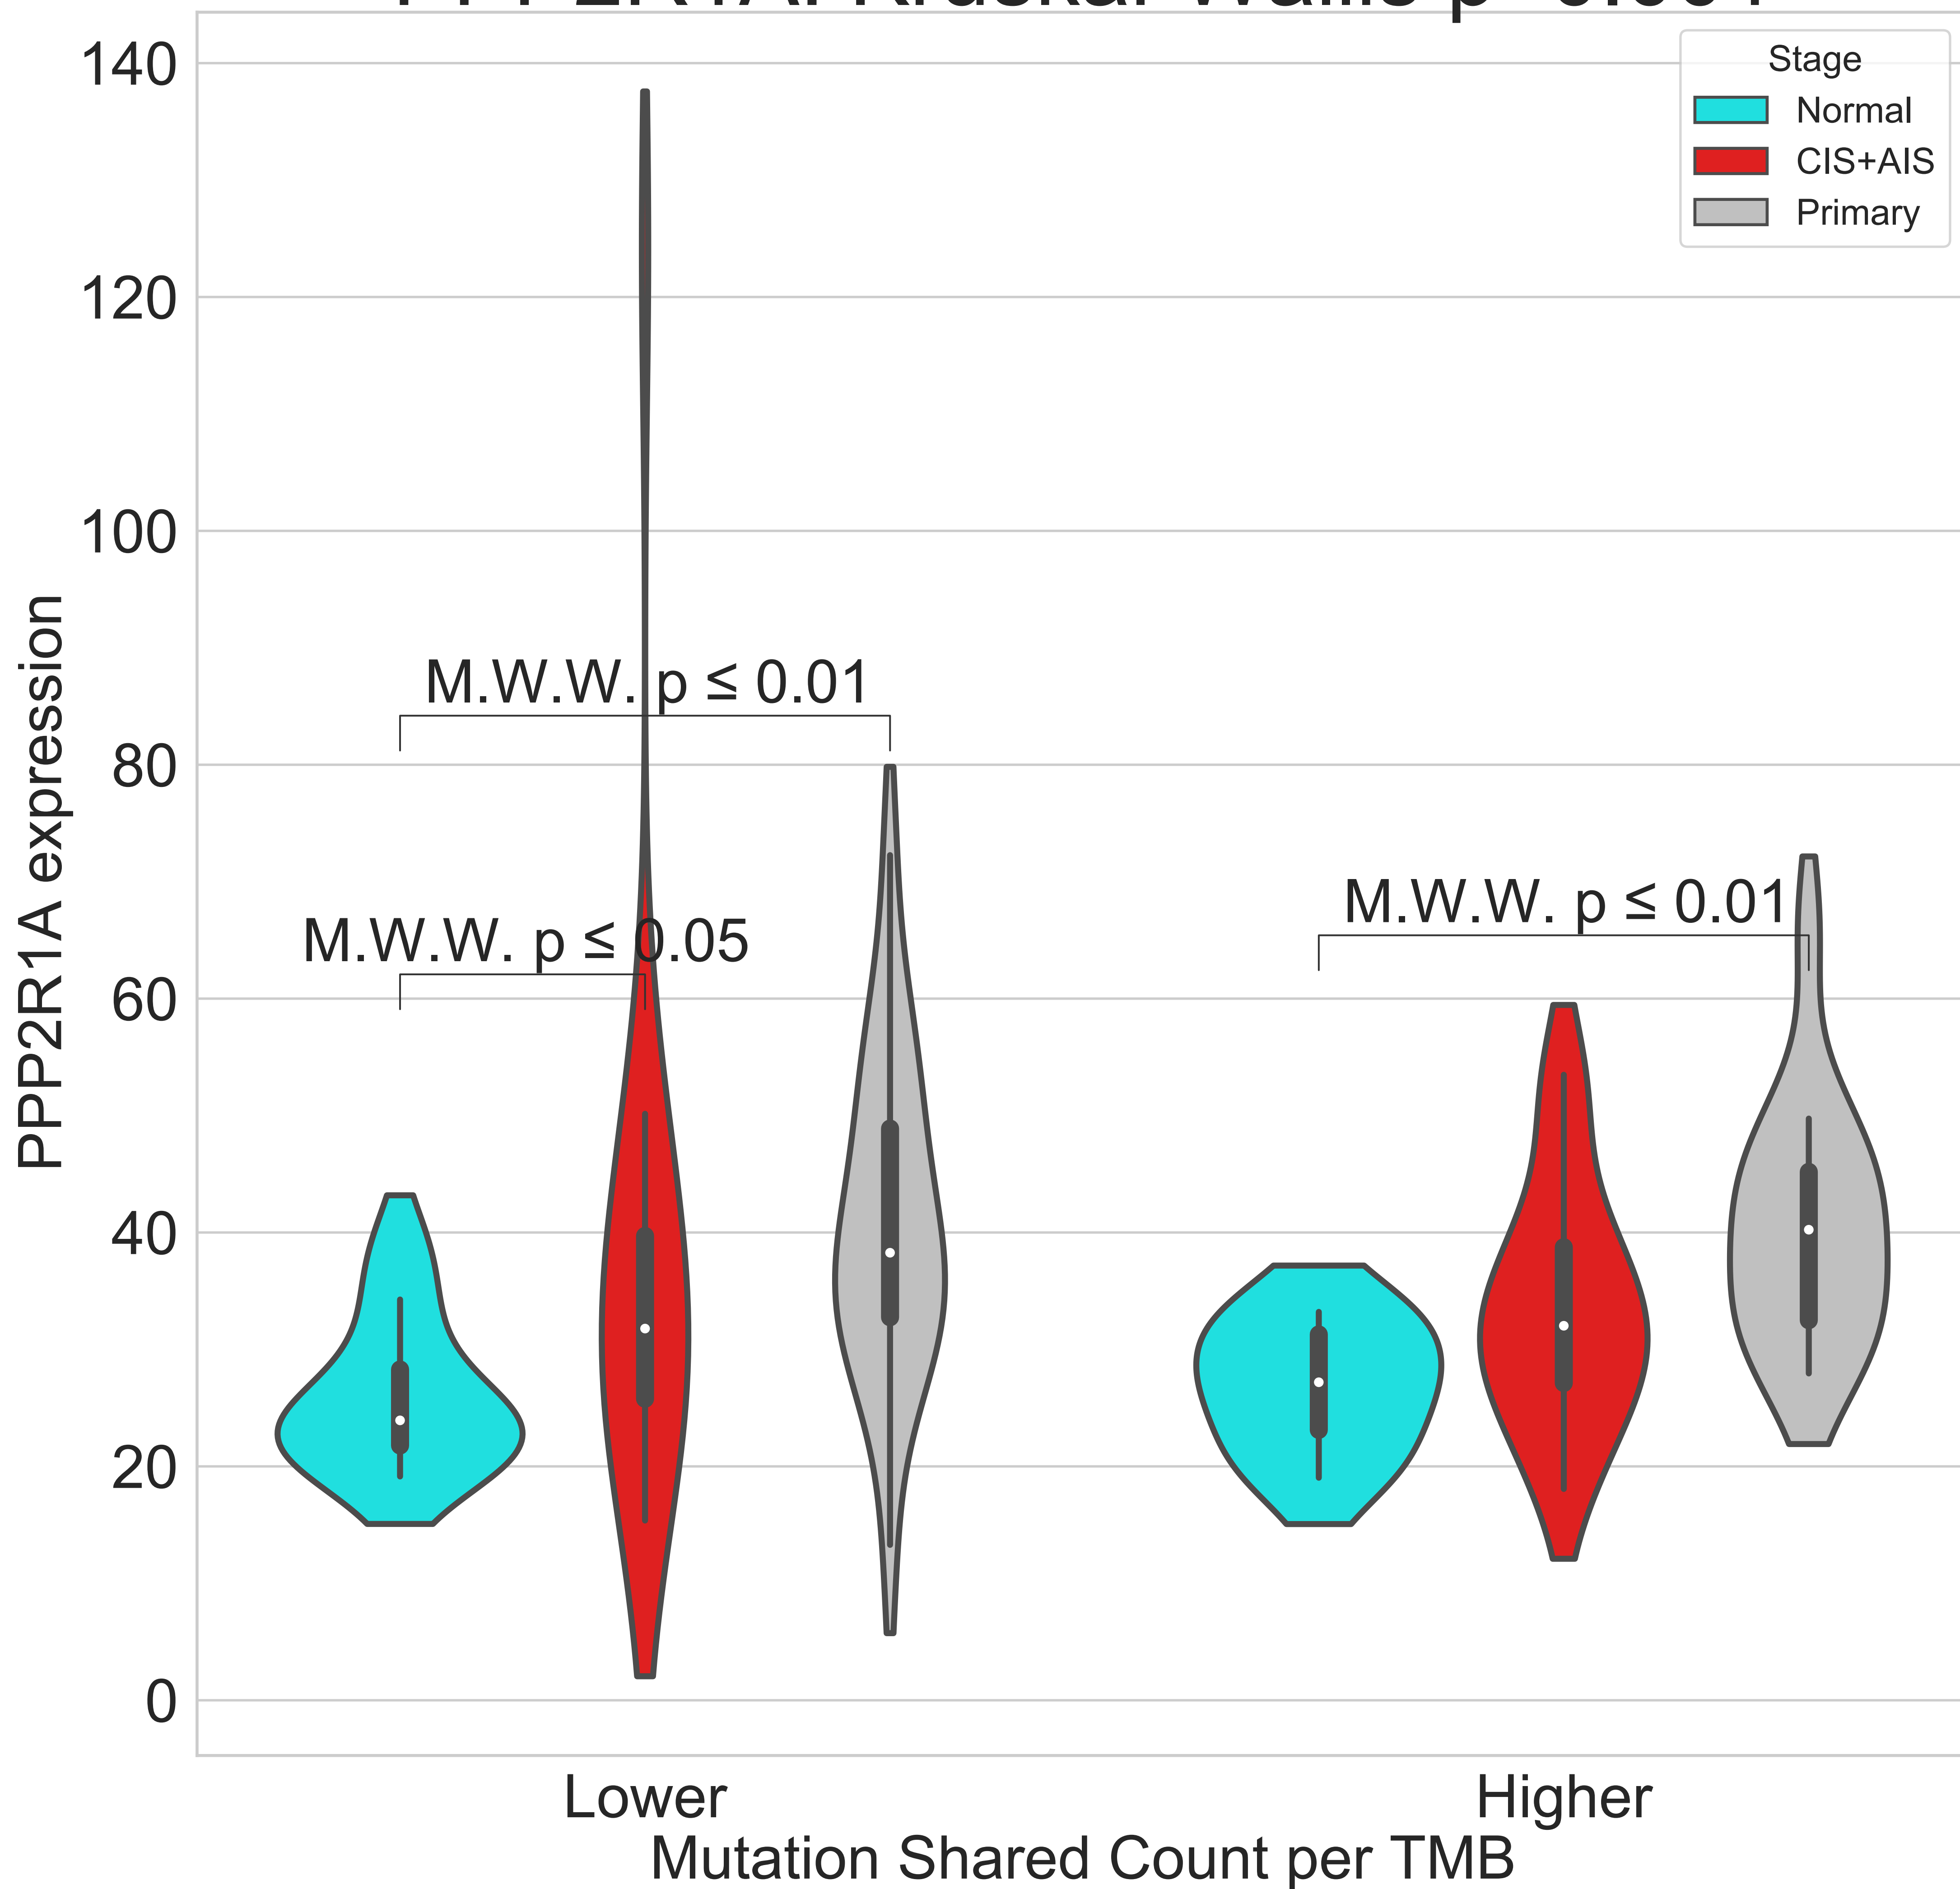 140
Stage
Normal
CIS+AIS
Primary
120
100
M.W.W. p ≤ 0.01
80
M.W.W. p ≤ 0.01
M.W.W. p ≤ 0.05
60
40
20
0
PPP2R1A expression
Lower
Higher
Mutation Shared Count per TMB